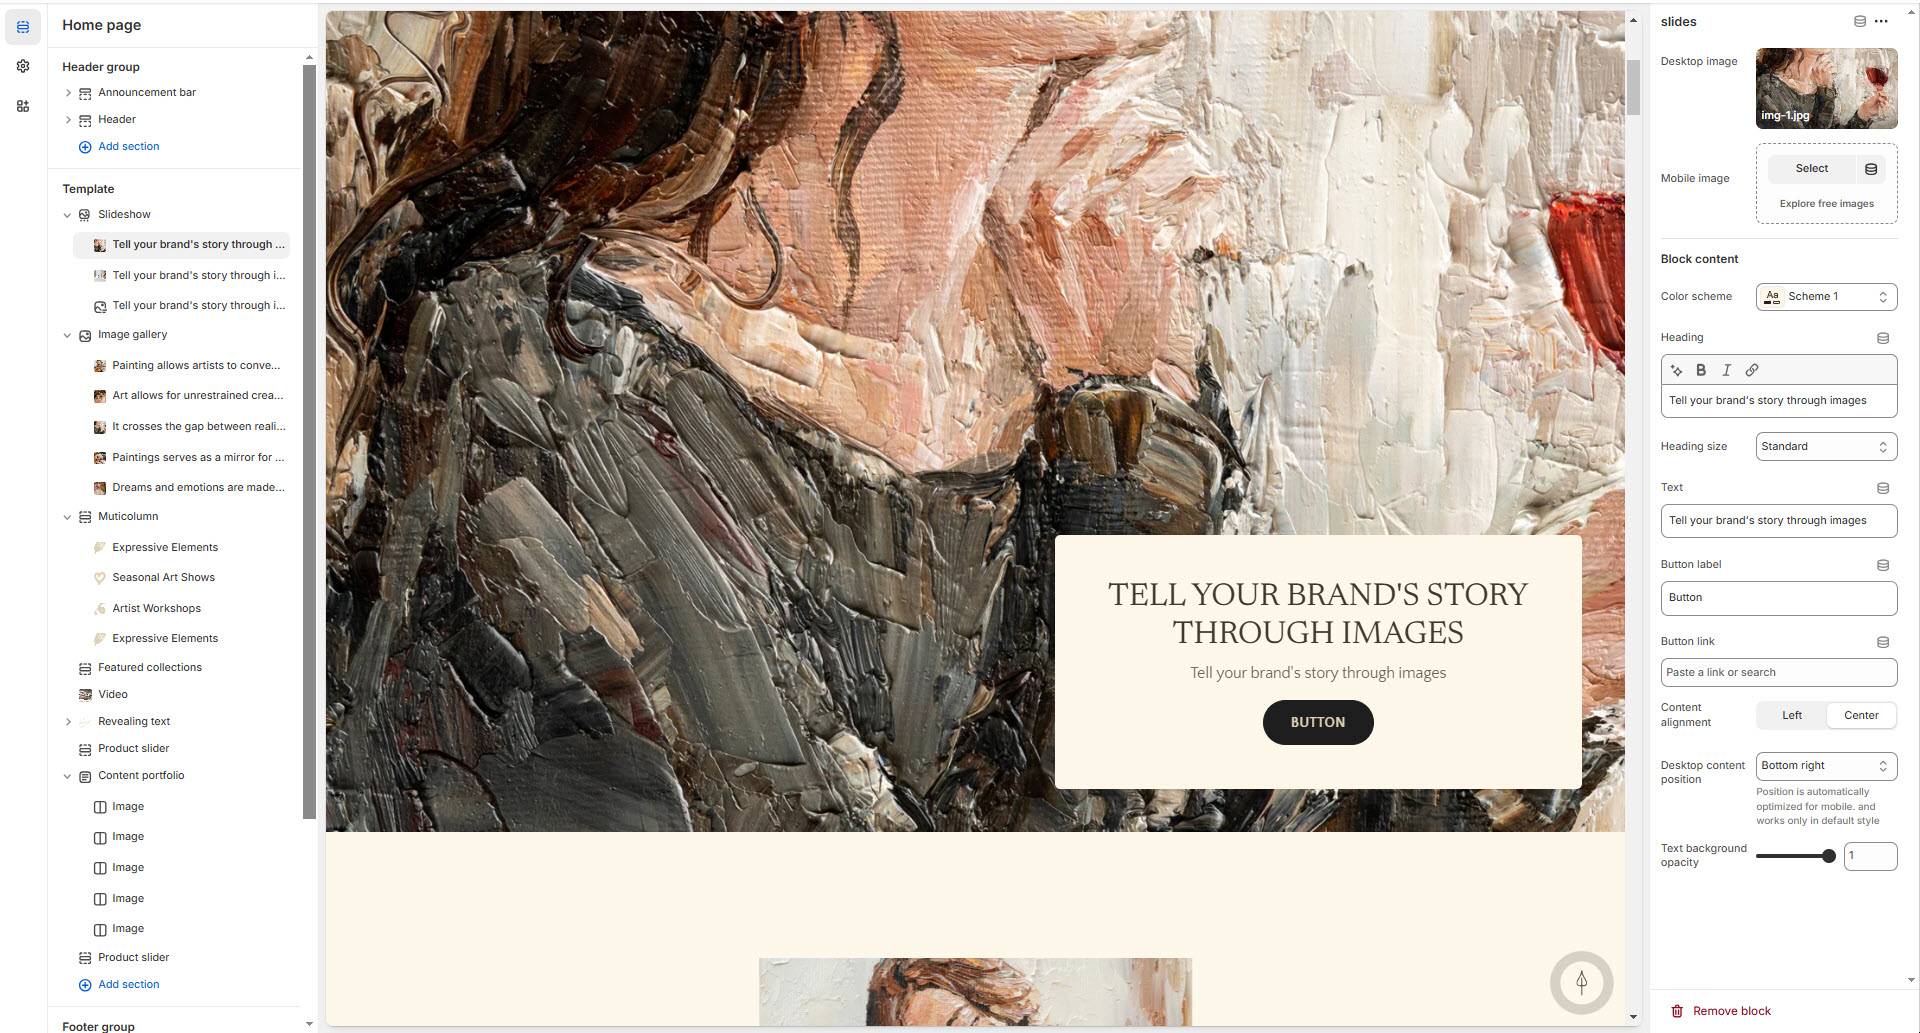 Home page
Header group
Announcement bar
Header
Add section
Template
Slideshow
Tell your brand's story through ...
Tell your brand's story through i...
Tell your brand's story through i...
Image gallery
Painting allows artists to conve...
Art allows for unrestrained crea...
It crosses the gap between reali...
Paintings serves as a mirror for ...
Dreams and emotions are made...
Muticolumn
Expressive Elements
Seasonal Art Shows
Artist Workshops
Expressive Elements
Featured collections
Video
Revealing text
Product slider
Content portfolio
Image
Image
Image
Image
Image
Product slider
Add section
Footer group
TELL YOUR BRAND'S STORY
THROUGH IMAGES
Tell your brand's story through images
BUTTON
slides
Desktop image
img-1.jpg
Mobile image
Select
Explore free images
Block content
Color scheme
Aa
Scheme 1
Heading
B I
Tell your brand's story through images
Heading size
Standard
Text
Tell your brand's story through images
Button label
Button
Button link
Paste a link or search
Content
alignment
Left
Center
Desktop content
position
Bottom right
Position is automatically
optimized for mobile. and
works only in default style
Text background
opacity
1
Remove block